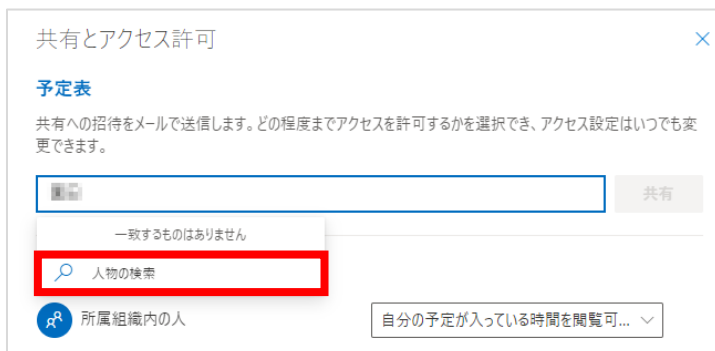 共有とアクセス許可
予定表
共有への招待をメールで送信します。どの程度までアクセスを許可するかを選択でき、アクセス設定はいつでも変
更できます。
共有
一致するものはありません
人物の検索
所属組織内の人
自分の予定が入っている時間を閲覧可...